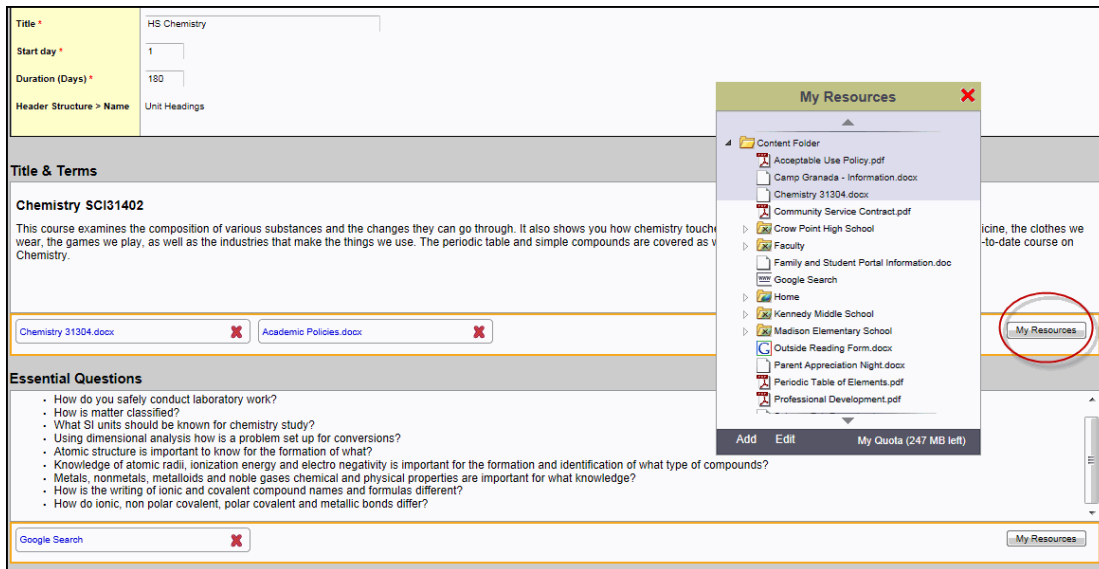 Title * HS Chemistry
Start day * 1
Duration (Days) * 180
Header Structure > Name Unit Headings
Title & Terms
Chemistry SCI31402
This course examines the composition of various substances and the changes they can go through. It also shows you how chemistry touche icine, the clothes we
wear, the games we play, as well as the industries that make the things we use. The periodic table and simple compounds are covered as -to-date course on
Chemistry.
Chemistry 31304.docx Academic Policies.docx My Resources
Essential Questions
How do you safely conduct laboratory work?
How is matter classified?
What SI units should be known for chemistry study?
Using dimensional analysis how is a problem set up for conversions?
Atomic structure is important to know for the formation of what?
Knowledge of atomic radii, ionization energy and electro negativity is important for the formation and identification of what type of compounds?
Metals, nonmetals, metalloids and noble gases chemical and physical properties are important for what knowledge?
How is the writing of ionic and covalent compound names and formulas different?
How do ionic, non polar covalent, polar covalent and metallic bonds differ?
Google Search My Resources
My Resources
Content Folder
Acceptable Use Policy.pdf
Camp Granada - Information.docx
Chemistry 31304.docx
Community Service Contract.pdf
Crow Point High School
Faculty
Family and Student Portal Information.doc
www Google Search
Home
Kennedy Middle School
Madison Elementary School
G Outside Reading Form.docx
Parent Appreciation Night.docx
Periodic Table of Elements.pdf
Professional Development.pdf
Add Edit My Quota (247 MB left)